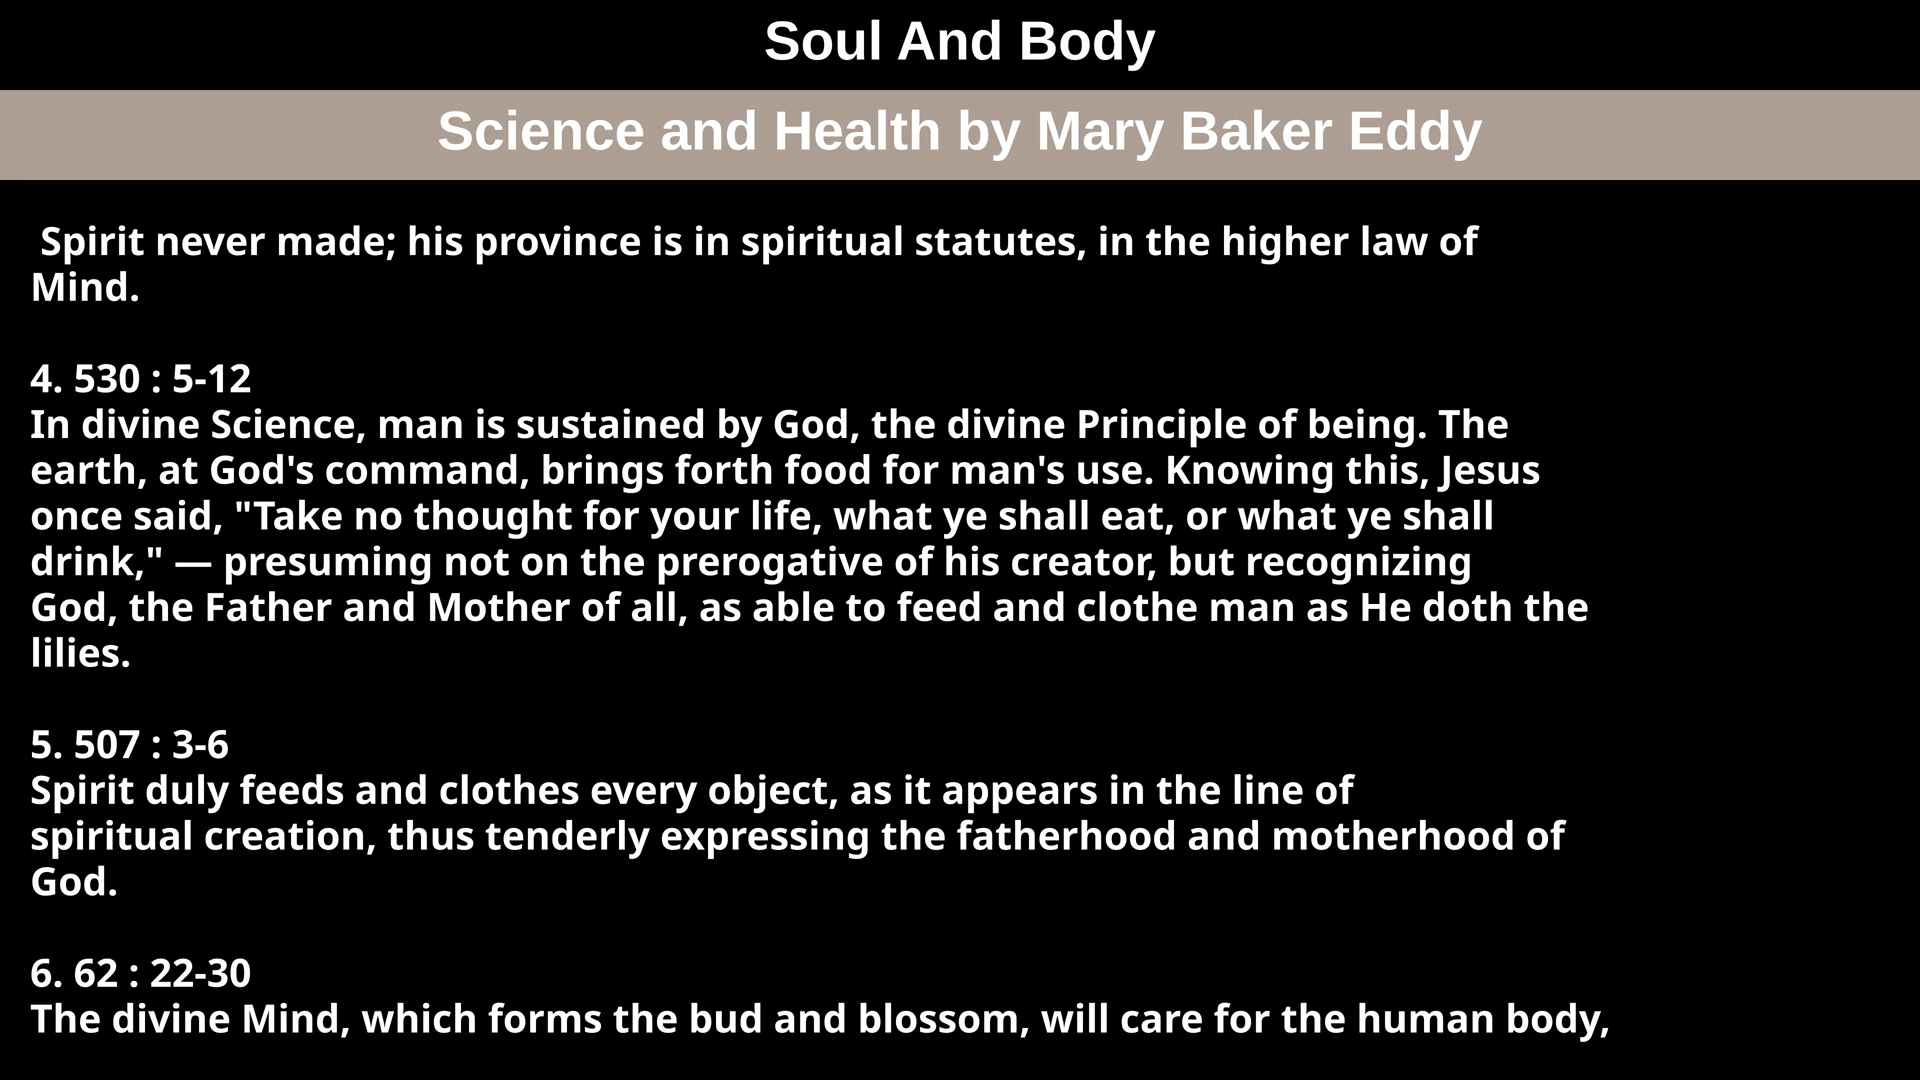 Soul And Body
Science and Health by Mary Baker Eddy
Spirit never made; his province is in spiritual statutes, in the higher law of
Mind.
4. 530 : 5-12
In divine Science, man is sustained by God, the divine Principle of being. The
earth, at God's command, brings forth food for man's use. Knowing this, Jesus
once said, "Take no thought for your life, what ye shall eat, or what ye shall
drink," — presuming not on the prerogative of his creator, but recognizing
God, the Father and Mother of all, as able to feed and clothe man as He doth the
lilies.
5. 507 : 3-6
Spirit duly feeds and clothes every object, as it appears in the line of
spiritual creation, thus tenderly expressing the fatherhood and motherhood of
God.
6. 62 : 22-30
The divine Mind, which forms the bud and blossom, will care for the human body,